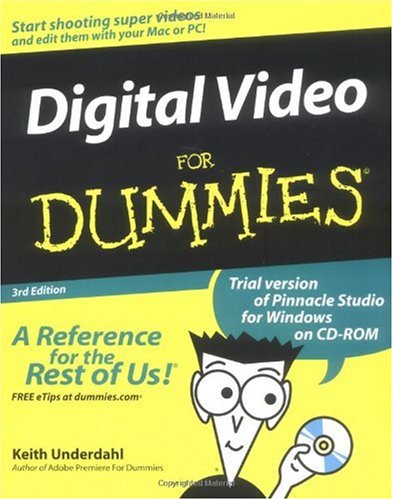 Start shooting super videos
and edit them with your Mac or PC!
Digital Video
FOR
DUMMIES®
3rd Edition
Trial version
of Pinnacle Studio
for Windows
on CD-ROM
A Reference
for the
Rest of Us!®
FREE eTips at dummies.com®
Keith Underdahl
Author of Adobe Premiere For Dummies